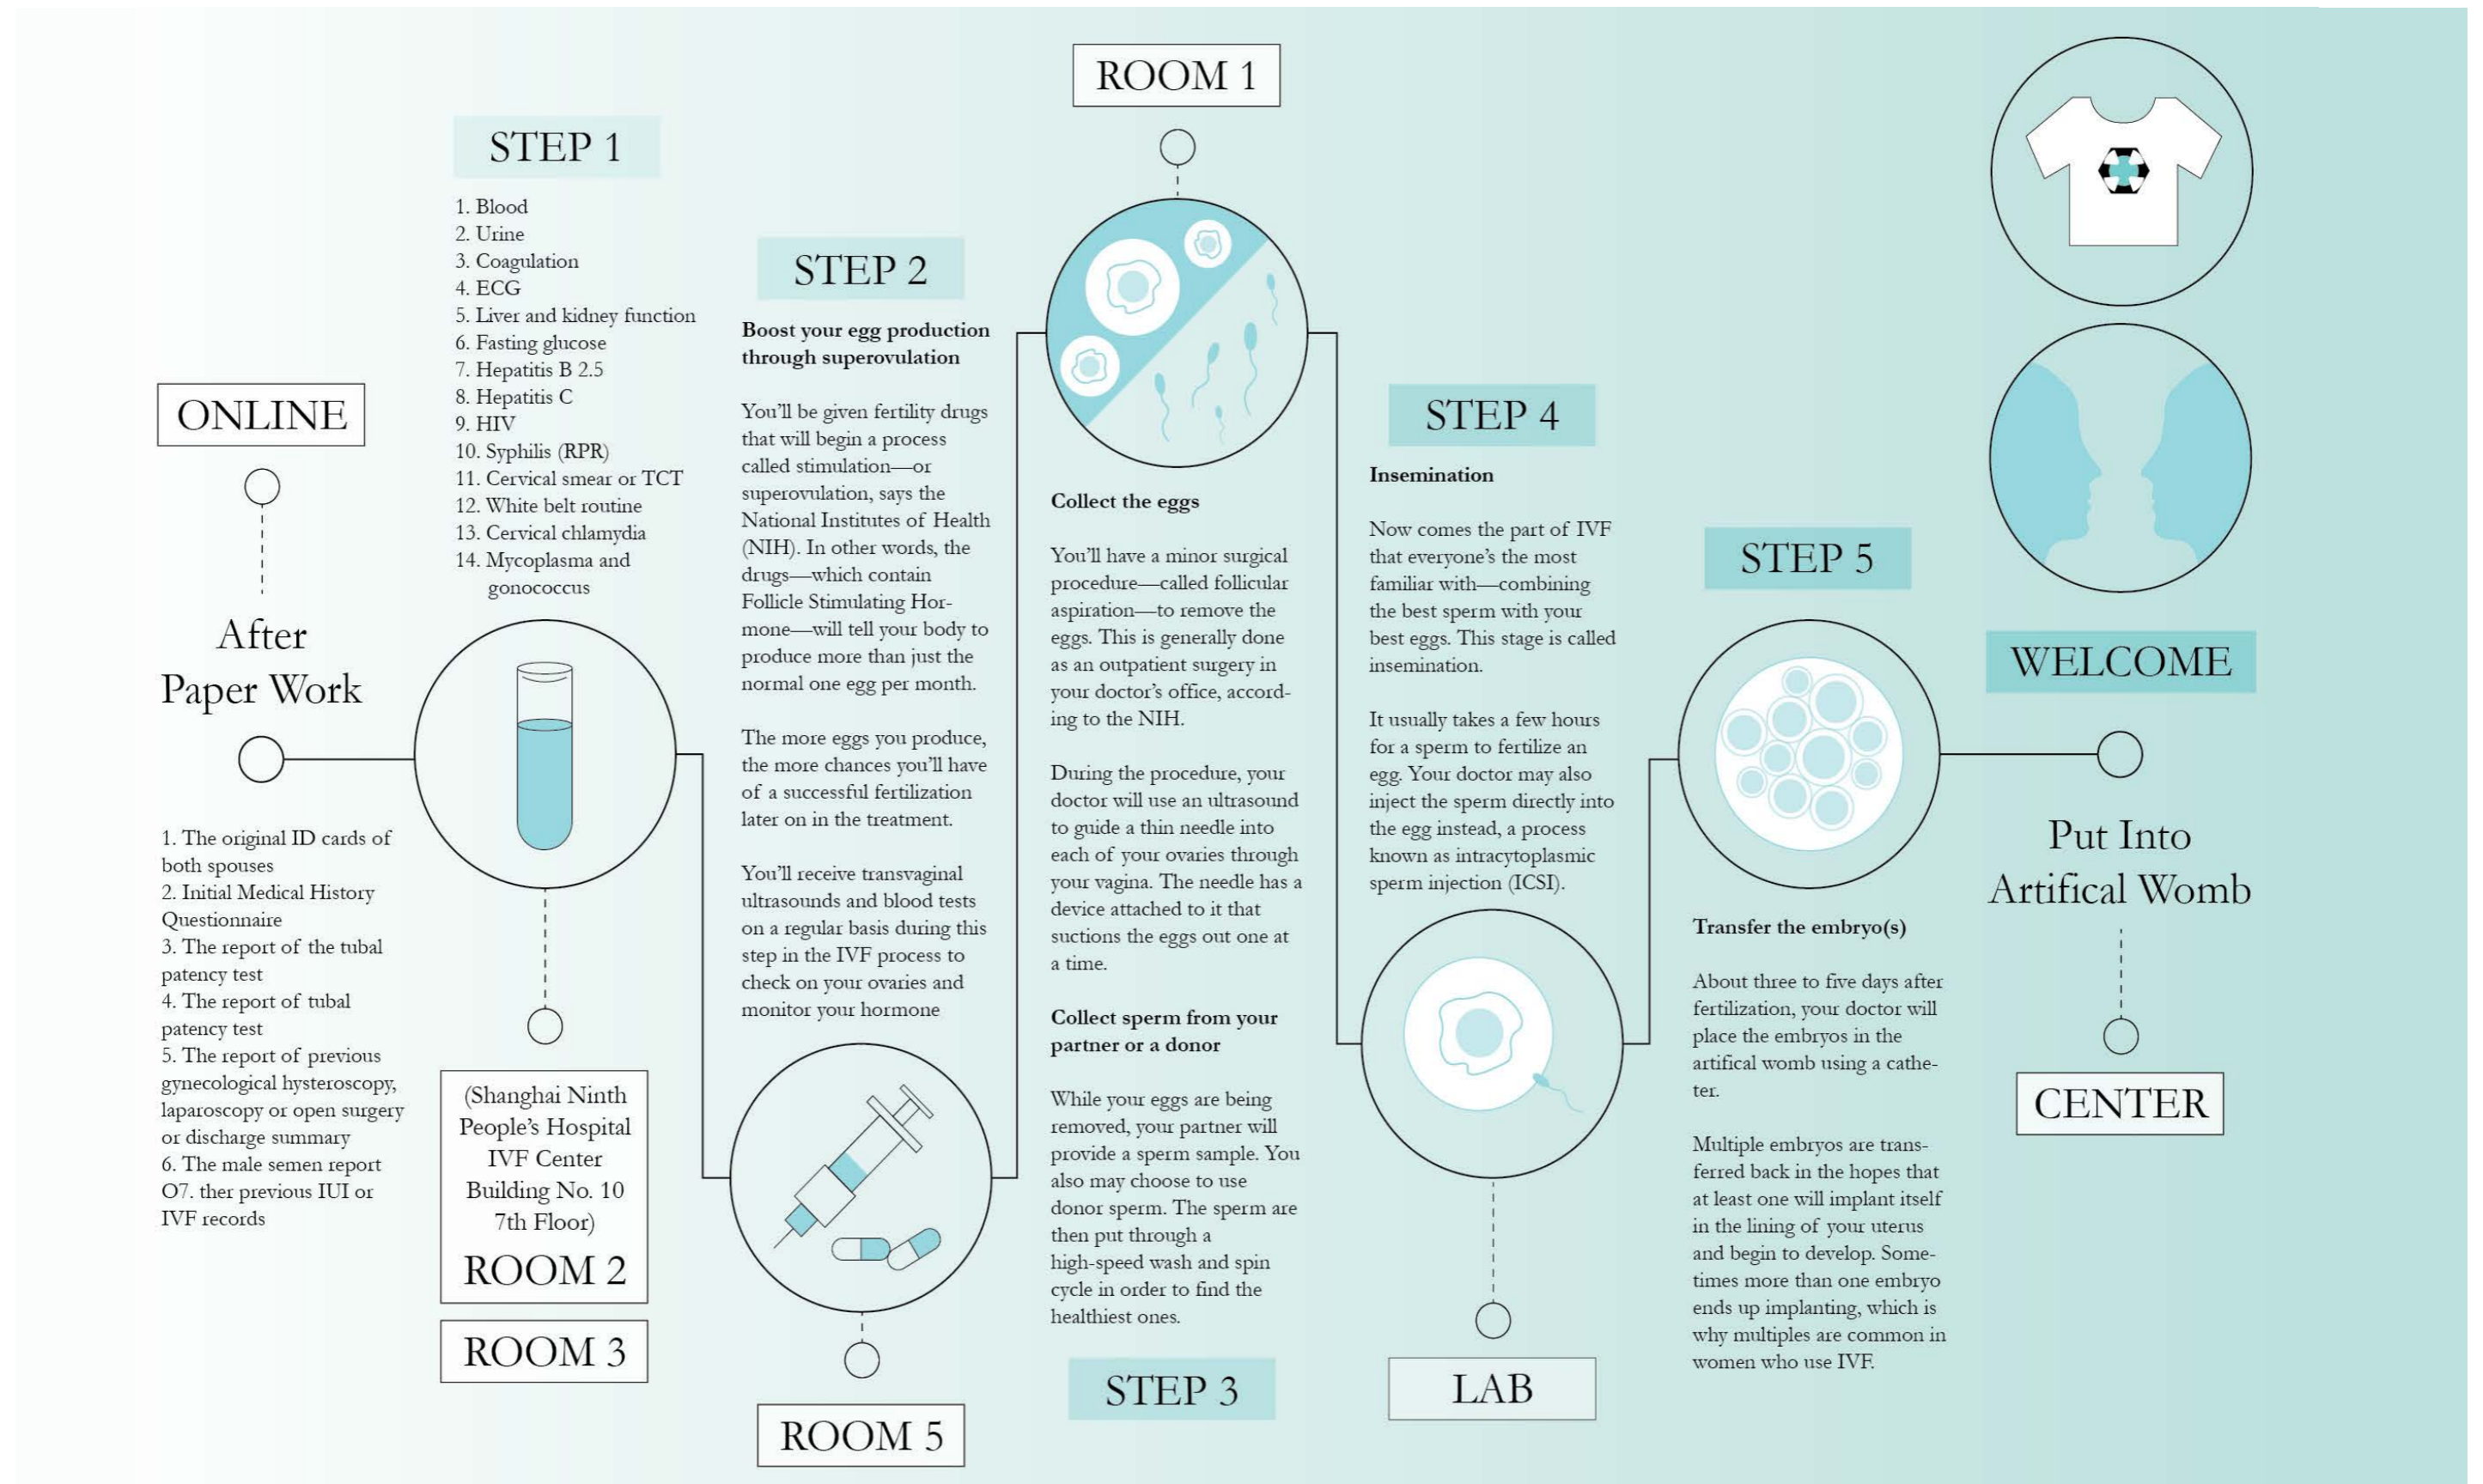 ONLINE
After
Paper Work
1. The original ID cards of
both spouses
2. Initial Medical History
Questionnaire
3. The report of the tubal
patency test
4. The report of tubal
patency test
5. The report of previous
gynecological hysteroscopy,
laparoscopy or open surgery
or discharge summary
6. The male semen report
O7. ther previous IUI or
IVF records
STEP 1
1. Blood
2. Urine
3. Coagulation
4. ECG
5. Liver and kidney function
6. Fasting glucose
7. Hepatitis B 2.5
8. Hepatitis C
9. HIV
10. Syphilis (RPR)
11. Cervical smear or TCT
12. White belt routine
13. Cervical chlamydia
14. Mycoplasma and
gonococcus
(Shanghai Ninth
People's Hospital
IVF Center
Building No. 10
7th Floor)
ROOM 2
ROOM 3
STEP 2
Boost your egg production
through superovulation
You'll be given fertility drugs
that will begin a process
called stimulation—or
superovulation, says the
National Institutes of Health
(NIH). In other words, the
drugs—which contain
Follicle Stimulating Hor-
mone—will tell your body to
produce more than just the
normal one egg per month.
The more eggs you produce,
the more chances you'll have
of a successful fertilization
later on in the treatment.
You'll receive transvaginal
ultrasounds and blood tests
on a regular basis during this
step in the IVF process to
check on your ovaries and
monitor your hormone
ROOM 5
ROOM 1
Collect the eggs
You'll have a minor surgical
procedure—called follicular
aspiration—to remove the
eggs. This is generally done
as an outpatient surgery in
your doctor's office, accord-
ing to the NIH.
During the procedure, your
doctor will use an ultrasound
to guide a thin needle into
each of your ovaries through
your vagina. The needle has a
device attached to it that
suctions the eggs out one at
a time.
Collect sperm from your
partner or a donor
While your eggs are being
removed, your partner will
provide a sperm sample. You
also may choose to use
donor sperm. The sperm are
then put through a
high-speed wash and spin
cycle in order to find the
healthiest ones.
STEP 3
STEP 4
Insemination
Now comes the part of IVF
that everyone's the most
familiar with—combining
the best sperm with your
best eggs. This stage is called
insemination.
It usually takes a few hours
for a sperm to fertilize an
egg. Your doctor may also
inject the sperm directly into
the egg instead, a process
known as intracytoplasmic
sperm injection (ICSI).
LAB
STEP 5
Transfer the embryo(s)
About three to five days after
fertilization, your doctor will
place the embryos in the
artifical womb using a cathe-
ter.
Multiple embryos are trans-
ferred back in the hopes that
at least one will implant itself
in the lining of your uterus
and begin to develop. Some-
times more than one embryo
ends up implanting, which is
why multiples are common in
women who use IVF.
WELCOME
Put Into
Artifical Womb
CENTER